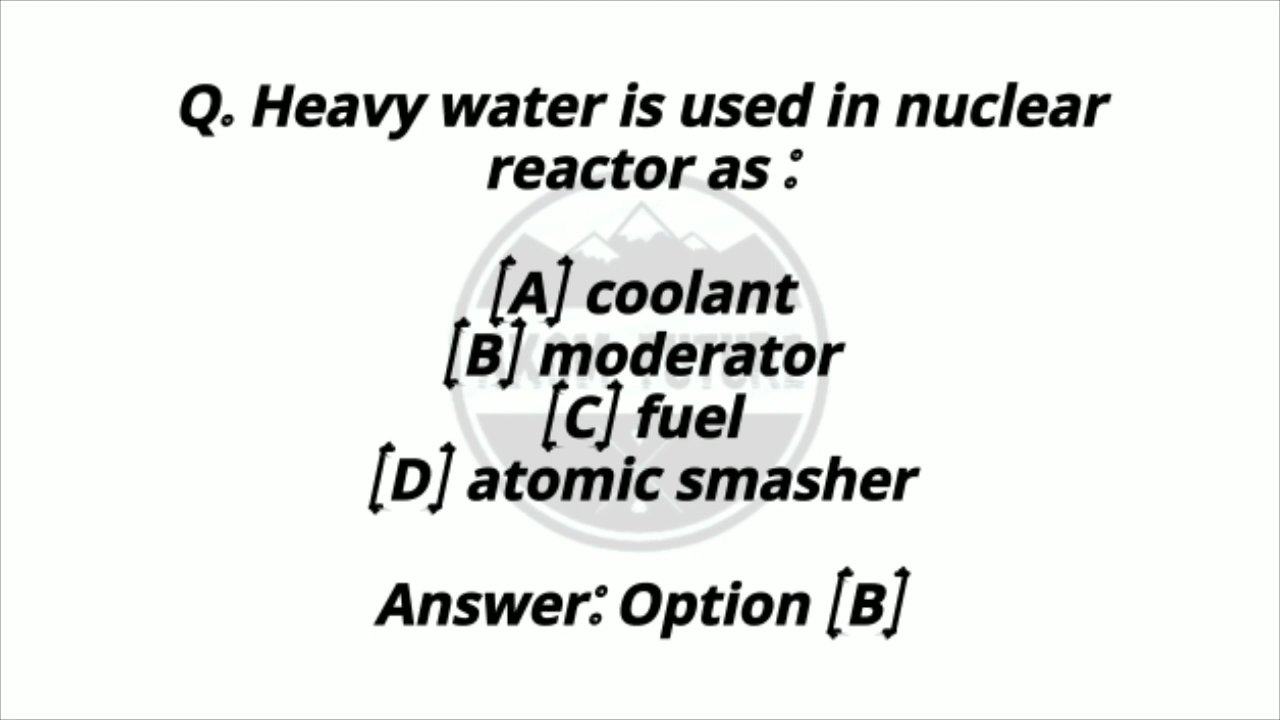 Q. Heavy water is used in nuclear
reactor as :
[A] coolant
[B] moderator
[C] fuel
[D] atomic smasher
Answer: Option [B]